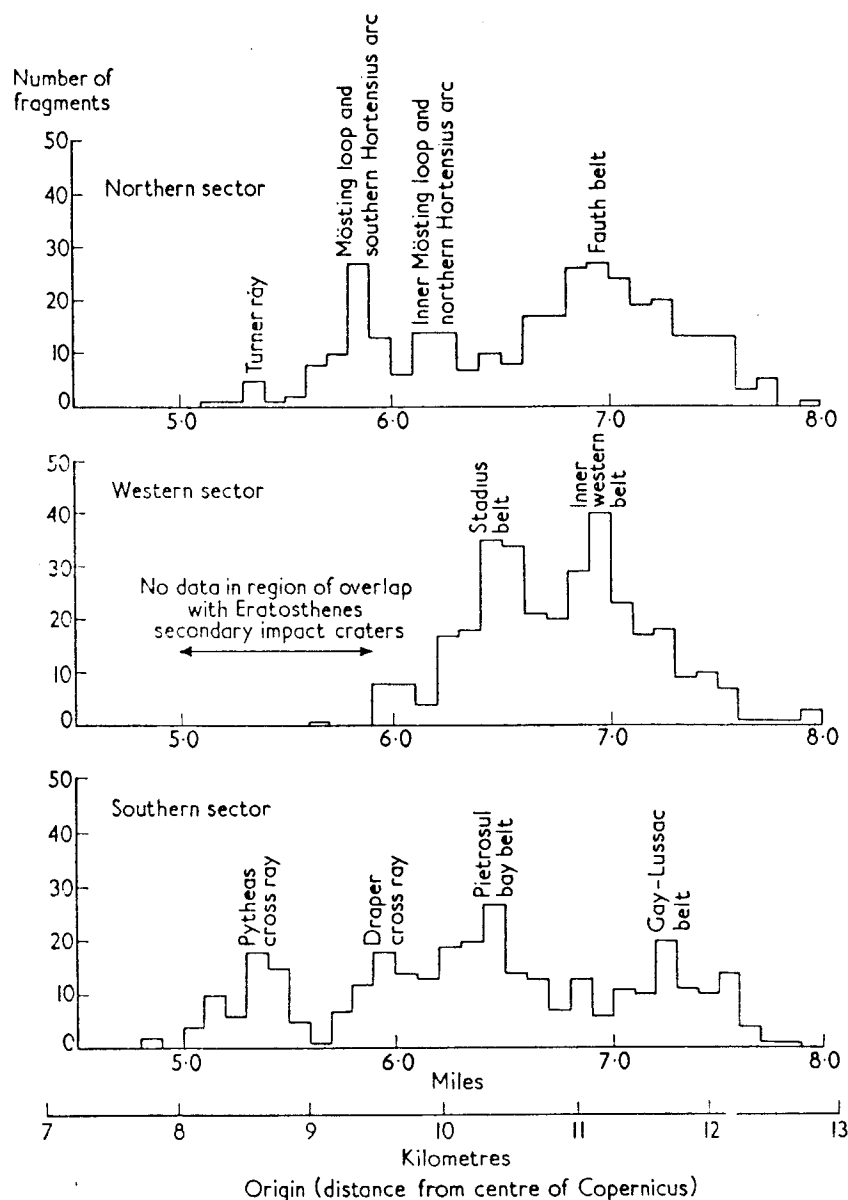 Number of
fragments
50
40
30
20
10
0
Northern sector
Turner ray
Mösting loop and
southern Hortensius arc
Inner Mösting loop and
northern Hortensius arc
Fauth belt
5·0
6·0
7·0
8·0
50
40
30
20
10
0
Western sector
No data in region of overlap
with Eratosthenes
secondary impact craters
Stadius
belt
Inner
western
belt
5·0
6·0
7·0
8·0
50
40
30
20
10
0
Southern sector
Pytheas
cross ray
Draper
cross ray
Pietrosul
bay belt
Gay-Lussac
belt
5·0
6·0
7·0
8·0
Miles
7
8
9
10
11
12
13
Kilometres
Origin (distance from centre of Copernicus)